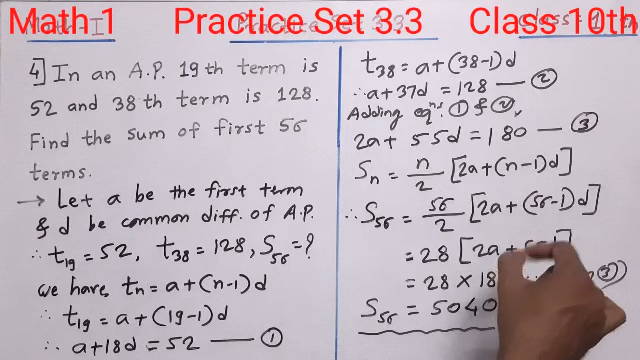 Math 1 Practice Set 3.3 Class 10th
4] In an A.P. 19th term is
52 and 38th term is 128.
Find the sum of first 56
terms.
→ Let a be the first term
& d be common diff. of A.P.
∴ t₁₉ = 52, t₃₈ = 128, S₅₆ = ?
We have, tn = a+(n-1)d
∴ t₁₉ = a+(19-1)d
∴ a+18d = 52 —— ①
t₃₈ = a+(38-1)d
∴ a+37d = 128 —— ②
Adding eqⁿˢ. ① & ②,
2a + 55d = 180 —— ③
Sn = n/2 [2a+(n-1)d]
∴ S₅₆ = 56/2 [2a+(56-1)d]
= 28 [2a+
= 28 × 18
S₅₆ = 5040